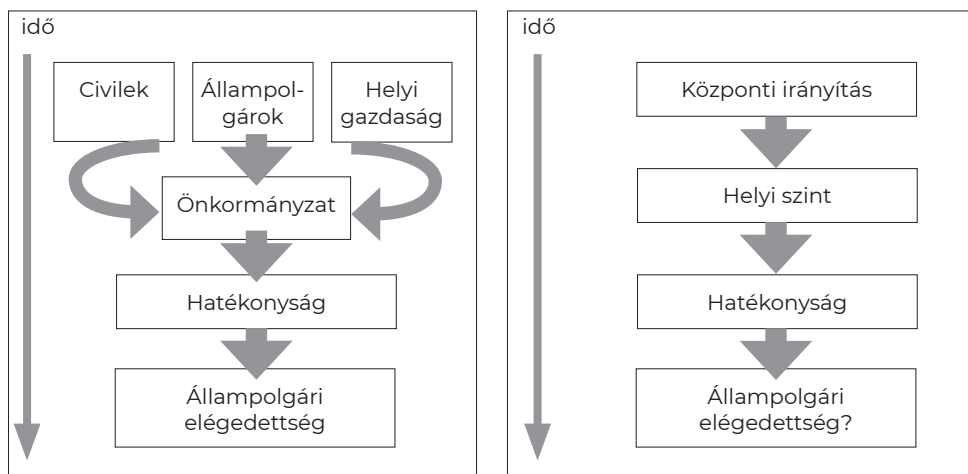 idő
Civilek
Állampol-
gárok
Helyi
gazdaság
Önkormányzat
Hatékonyság
Állampolgári
elégedettség
idő
Központi irányítás
Helyi szint
Hatékonyság
Állampolgári
elégedettség?